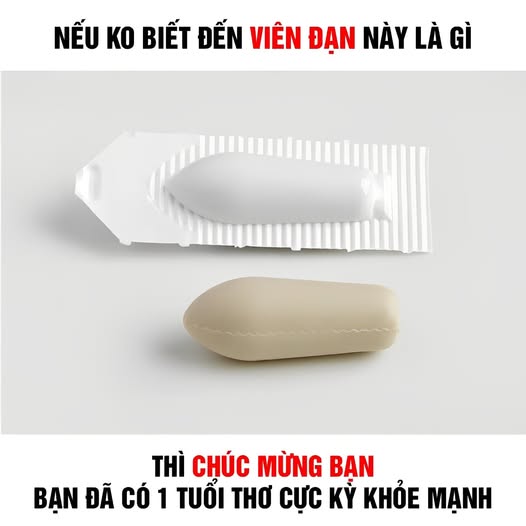 NẾU KO BIẾT ĐẾN VIÊN ĐẠN NÀY LÀ GÌ
THÌ CHÚC MỪNG BẠN
BẠN ĐÃ CÓ 1 TUỔI THƠ CỰC KỲ KHỎE MẠNH